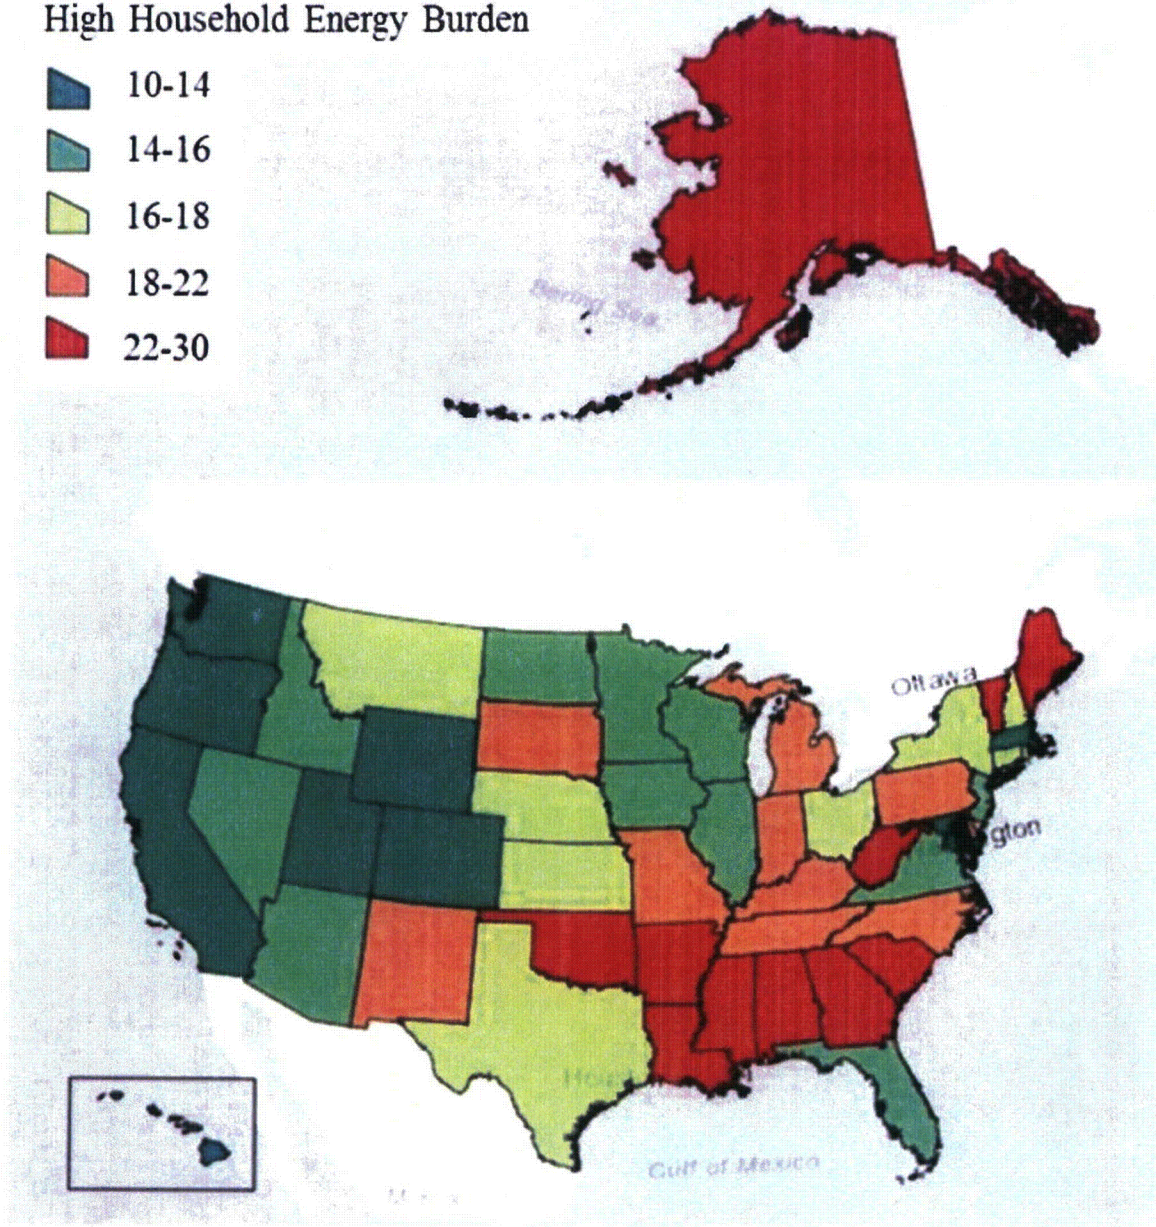 High Household Energy Burden
10-14
14-16
16-18
18-22
22-30
Bering Sea
Ottawa
gton
Gulf of Mexico